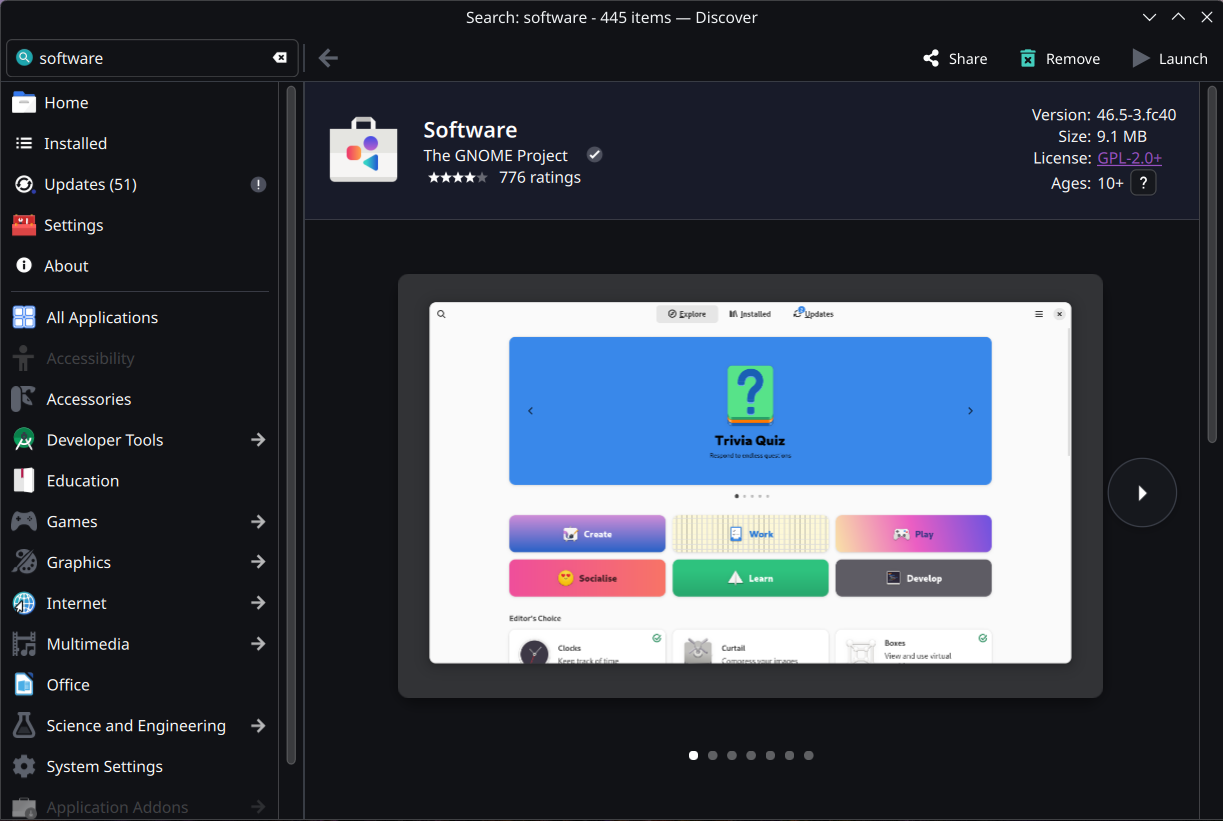 Search: software - 445 items — Discover
software
Share
Remove
Launch
Home
Installed
Updates (51)
Settings
About
All Applications
Accessibility
Accessories
Developer Tools
Education
Games
Graphics
Internet
Multimedia
Office
Science and Engineering
System Settings
Application Addons
Software
The GNOME Project
776 ratings
Version: 46.5-3.fc40
Size: 9.1 MB
License: GPL-2.0+
Ages: 10+ ?
Explore
Installed
2
Updates
Trivia Quiz
Respond to endless questions
Create
Work
Play
Socialise
Learn
Develop
Editor's Choice
Clocks
Keep track of time
Curtail
Compress your images
Boxes
View and use virtual